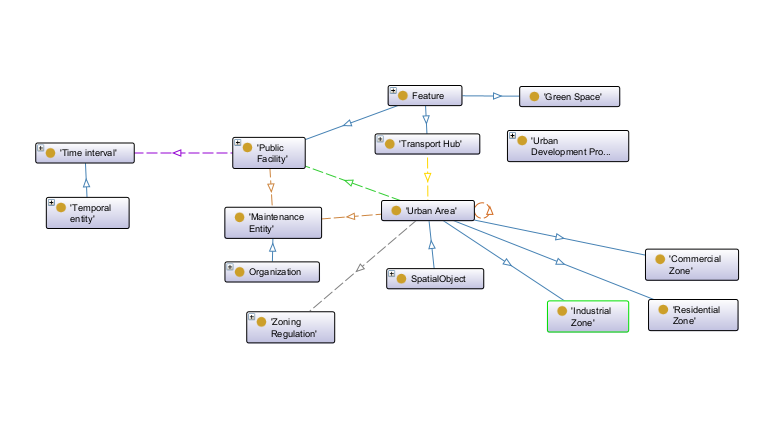 Feature
'Green Space'
'Time interval'
'Public
Facility'
'Transport Hub'
'Urban
Development Pro...
'Temporal
entity'
'Maintenance
Entity'
'Urban Area'
Organization
SpatialObject
'Commercial
Zone'
'Zoning
Regulation'
'Industrial
Zone'
'Residential
Zone'